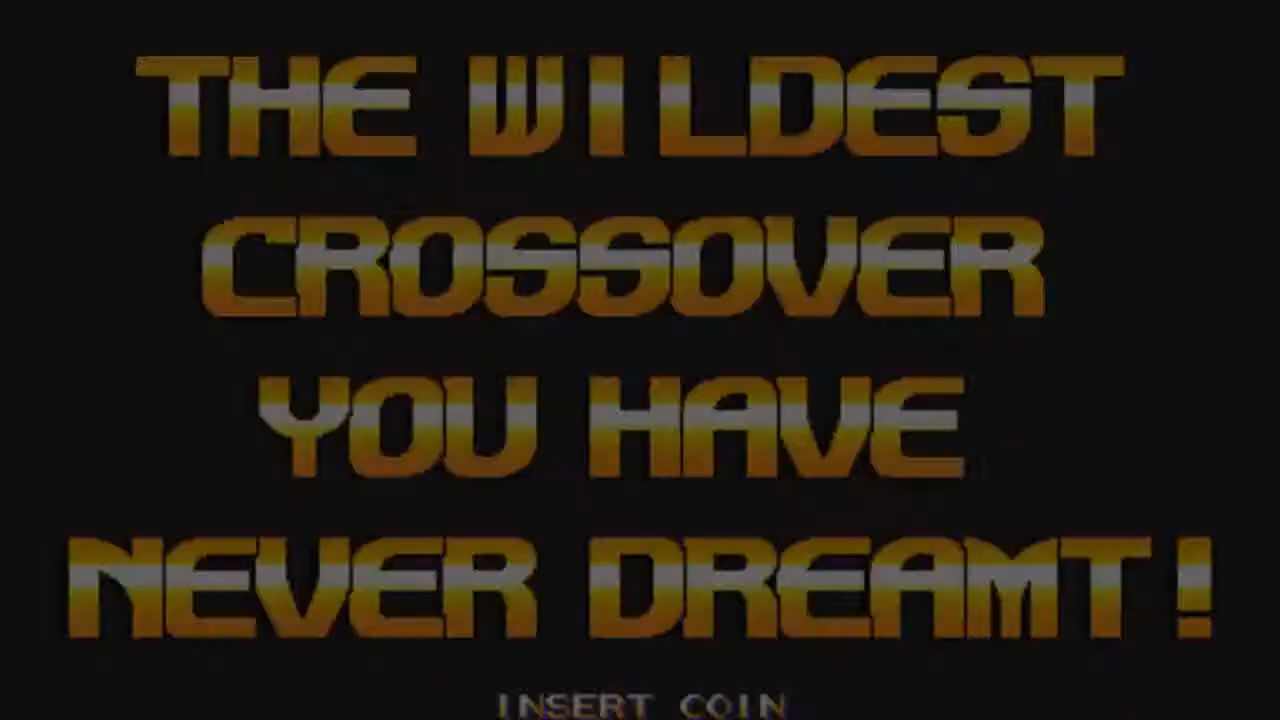 THE WILDEST
CROSSOVER
YOU HAVE
NEVER DREAMT!
INSERT COIN